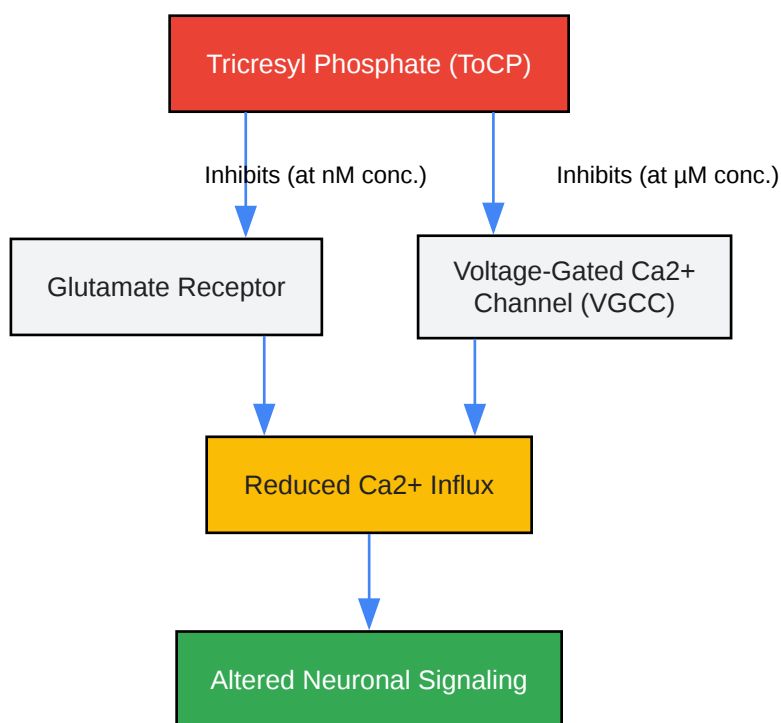 Tricresyl Phosphate (ToCP)
Inhibits (at nM conc.)
Inhibits (at µM conc.)
Glutamate Receptor
Voltage-Gated Ca2+
Channel (VGCC)
Reduced Ca2+ Influx
Altered Neuronal Signaling